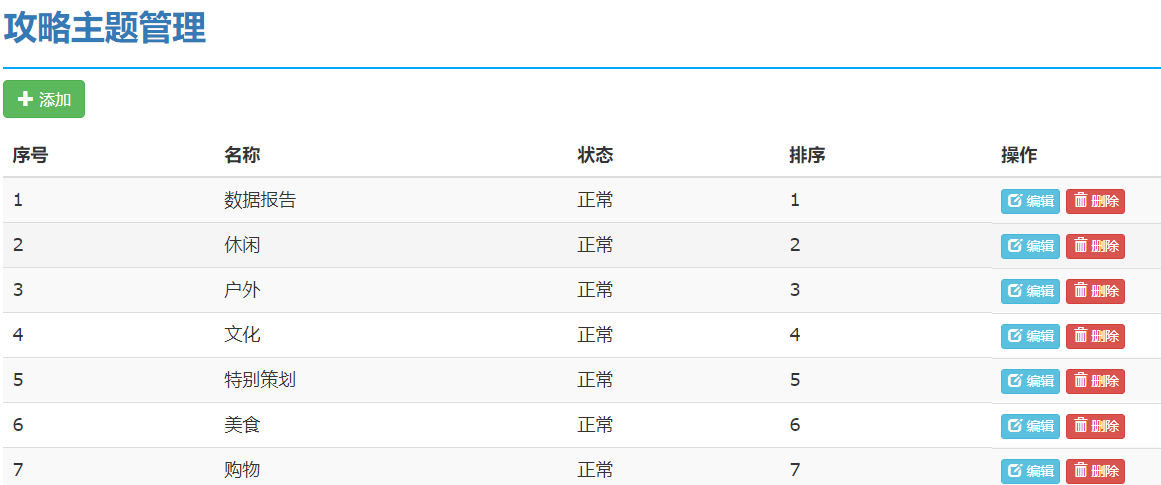 攻略主题管理
添加
序号 名称 状态 排序 操作
1 数据报告 正常 1 编辑 删除
2 休闲 正常 2 编辑 删除
3 户外 正常 3 编辑 删除
4 文化 正常 4 编辑 删除
5 特别策划 正常 5 编辑 删除
6 美食 正常 6 编辑 删除
7 购物 正常 7 编辑 删除